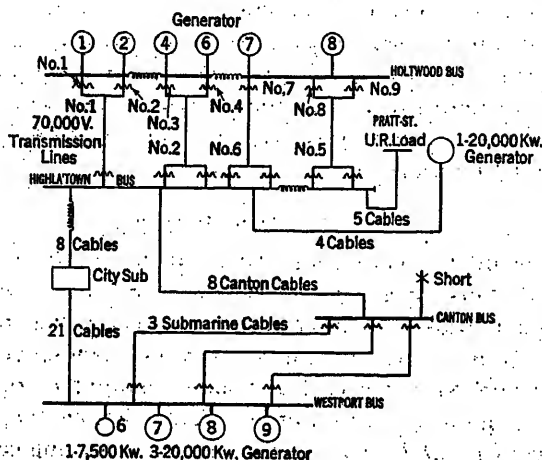 Generator
1 2 4 6 7 8
No.1 HOLTWOOD BUS
No.1 No.2 No.4 No.7 No.9
No.3 No.8
70,000 V. Transmission Lines
No.2 No.6 No.5
PRATT-ST.
U.R.Load
1-20,000 Kw.
Generator
HIGHLA'TOWN BUS
5 Cables
4 Cables
8 Cables
City Sub
8 Canton Cables
Short
21 Cables
3 Submarine Cables
CANTON BUS
WESTPORT BUS
6 7 8 9
1-7,500 Kw. 3-20,000 Kw. Generator